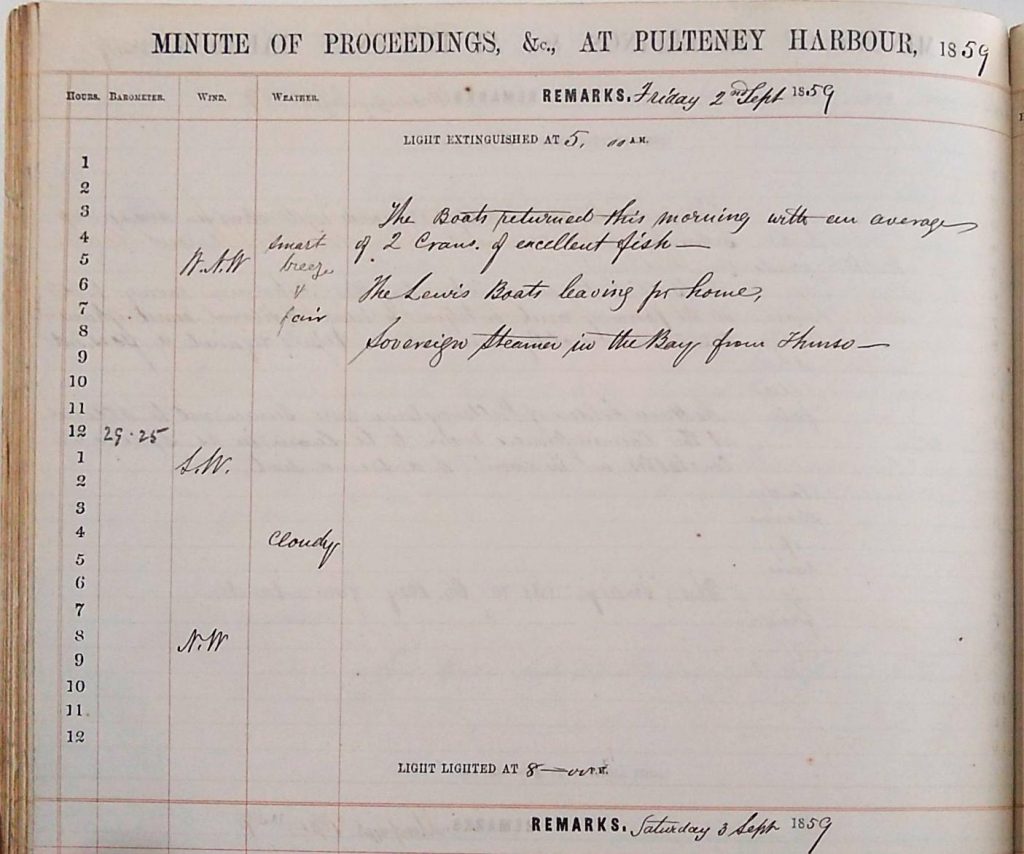 MINUTE OF PROCEEDINGS, &c., AT PULTENEY HARBOUR, 1859
HOURS. BAROMETER. WIND. WEATHER. REMARKS. Friday 2nd Sept 1859
LIGHT EXTINGUISHED AT 5, 00 A.M.
1
2
3
The Boats returned this morning with an average
4
smart
of 2 Crans. of excellent fish —
5
W.N.W
breeze
6
&
The Lewis Boats leaving for home,
7
fair
8
Sovereign Steamer in the Bay from Thurso —
9
10
11
12 29.25
1
S.W.
2
3
4
Cloudy
5
6
7
8
N.W
9
10
11.
12
LIGHT LIGHTED AT 8 — 00 P.M.
REMARKS. Saturday 3 Sept 1859